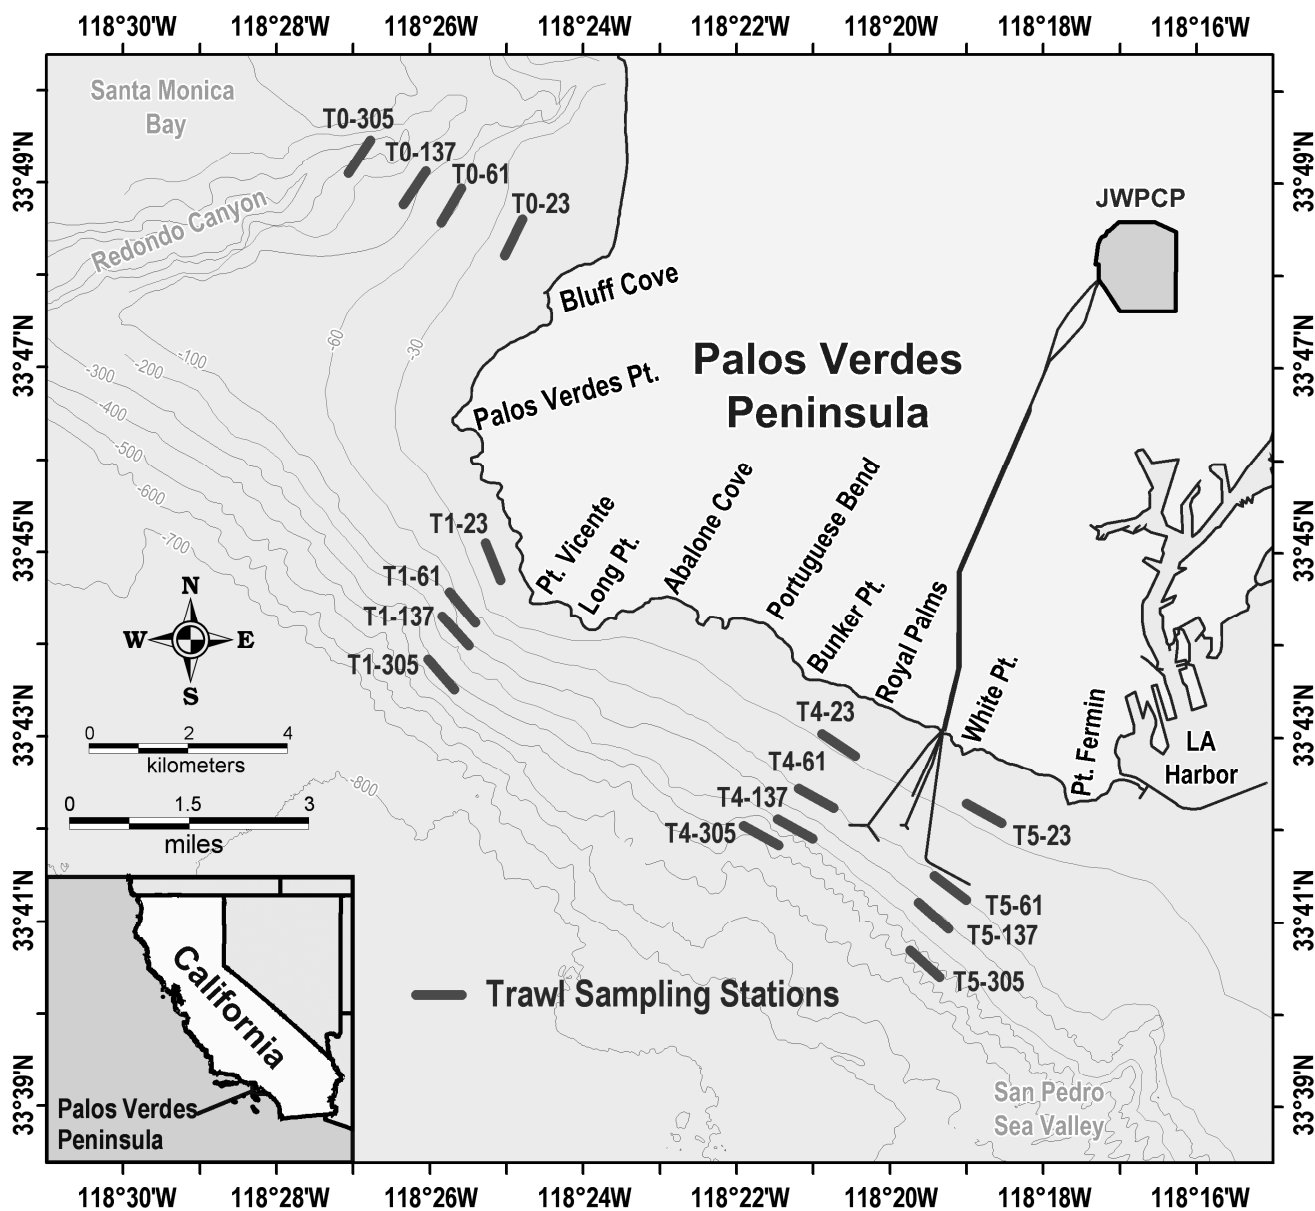 118°30'W 118°28'W 118°26'W 118°24'W 118°22'W 118°20'W 118°18'W 118°16'W
Santa Monica
Bay
T0-305
T0-137
T0-61
T0-23
Redondo Canyon
33°49'N
33°49'N
JWPCP
Bluff Cove
Palos Verdes
Peninsula
Palos Verdes Pt.
33°47'N
33°47'N
-60
-30
-100
-200
-300
-400
-500
-600
-700
-800
33°45'N
33°45'N
T1-23
T1-61
T1-137
T1-305
Pt. Vicente
Long Pt.
Abalone Cove
Portuguese Bend
Bunker Pt.
Royal Palms
White Pt.
Pt. Fermin
LA
Harbor
N
W E
S
33°43'N
33°43'N
0 2 4
kilometers
0 1.5 3
miles
T4-23
T4-61
T4-137
T4-305
T5-23
T5-61
T5-137
T5-305
33°41'N
33°41'N
Trawl Sampling Stations
California
Palos Verdes
Peninsula
San Pedro
Sea Valley
33°39'N
33°39'N
118°30'W 118°28'W 118°26'W 118°24'W 118°22'W 118°20'W 118°18'W 118°16'W